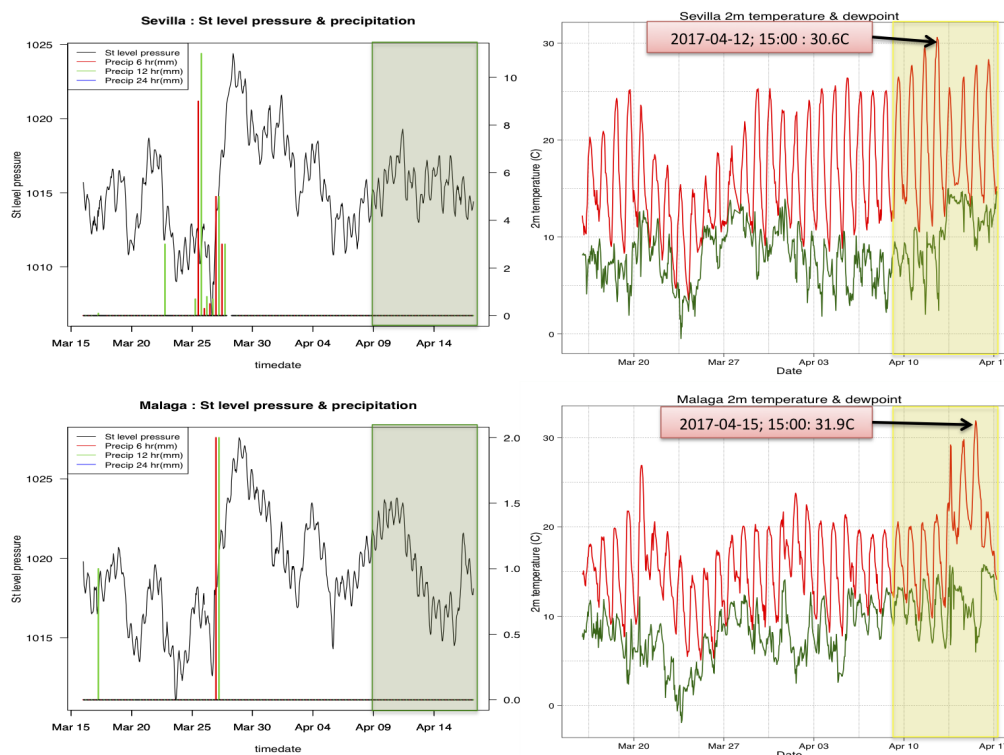 Sevilla : St level pressure & precipitation
1025
1020
1015
1010
St level pressure
St level pressure
Precip 6 hr(mm)
Precip 12 hr(mm)
Precip 24 hr(mm)
10
8
6
4
2
0
Mar 15 Mar 20 Mar 25 Mar 30 Apr 04 Apr 09 Apr 14
timedate
Sevilla 2m temperature & dewpoint
2017-04-12; 15:00 : 30.6C
30
20
10
0
2m temperature (C)
Mar 20 Mar 27 Apr 03 Apr 10 Apr 1
Date
Malaga : St level pressure & precipitation
1025
1020
1015
St level pressure
St level pressure
Precip 6 hr(mm)
Precip 12 hr(mm)
Precip 24 hr(mm)
2.0
1.5
1.0
0.5
0.0
Mar 15 Mar 20 Mar 25 Mar 30 Apr 04 Apr 09 Apr 14
timedate
Malaga 2m temperature & dewpoint
2017-04-15; 15:00: 31.9C
30
20
10
0
2m temperature (C)
Mar 20 Mar 27 Apr 03 Apr 10 Apr 1
Date